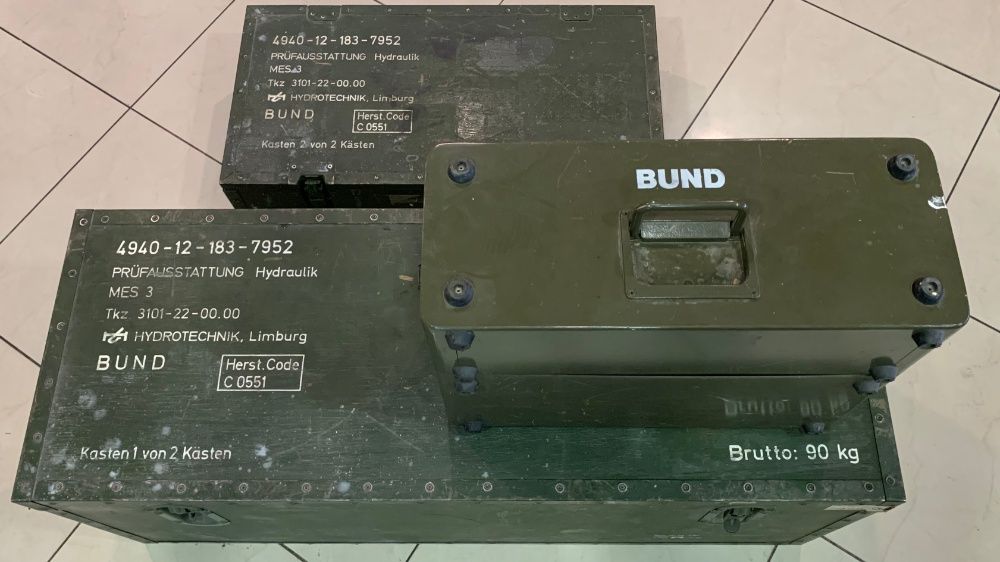 4940-12-183-7952
PRÜFAUSSTATTUNG Hydraulik
MES 3
Tkz 3101-22-00.00
HYDROTECHNIK, Limburg
BUND
Herst.Code
C 0551
Kasten 2 von 2 Kästen
BUND
4940-12-183-7952
PRÜFAUSSTATTUNG Hydraulik
MES 3
Tkz 3101-22-00.00
HYDROTECHNIK, Limburg
BUND
Herst.Code
C 0551
Kasten 1 von 2 Kästen
Brutto: 90 kg